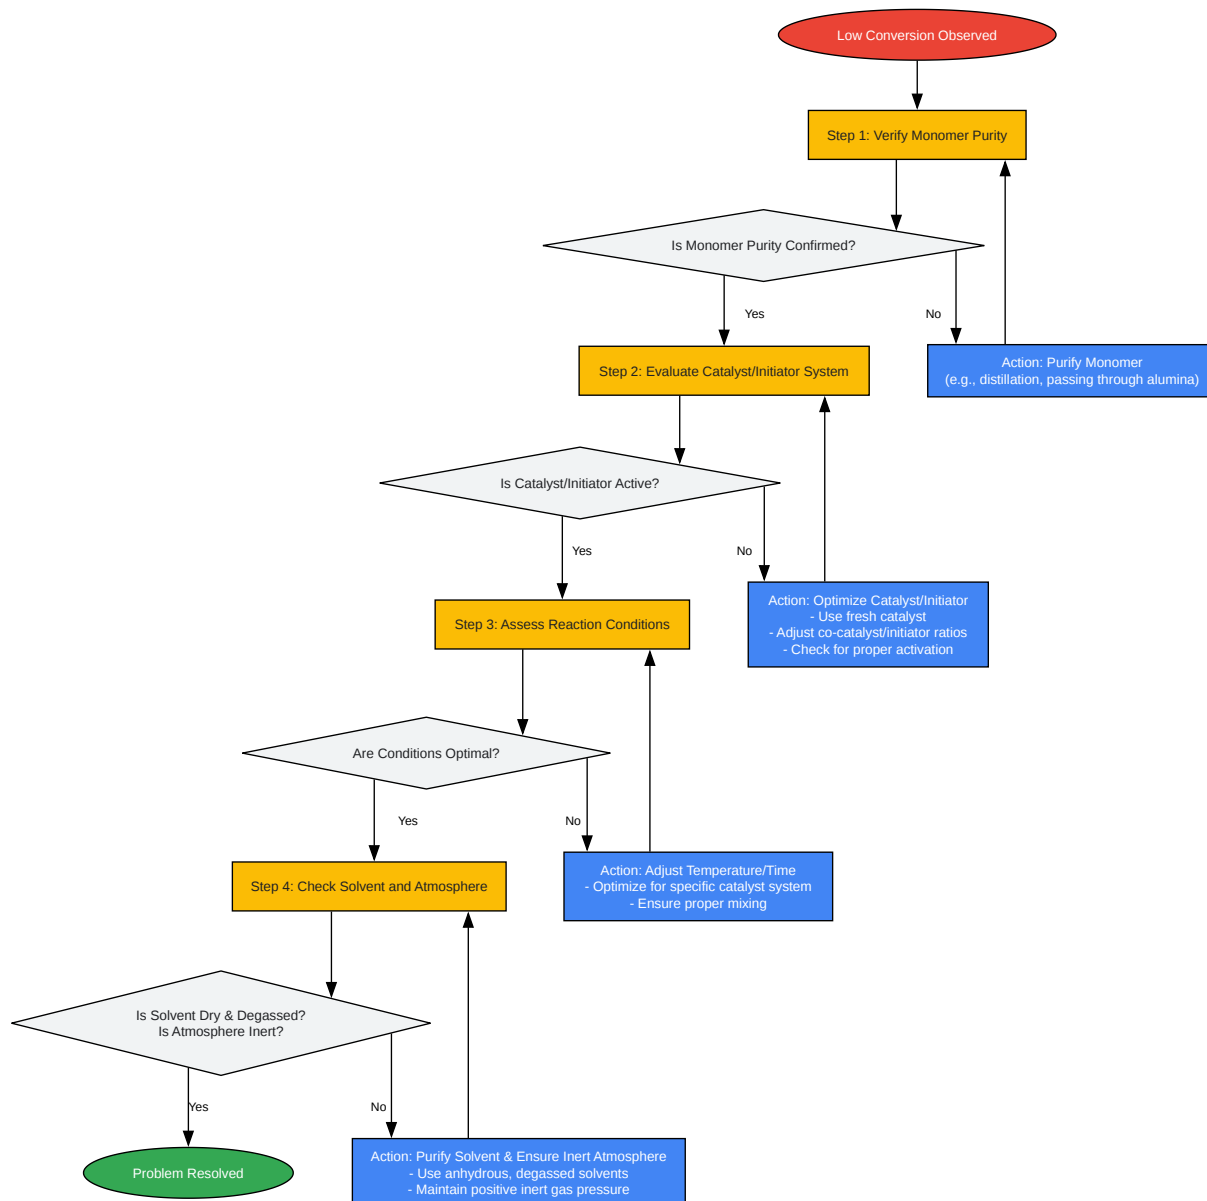 Low Conversion Observed
Step 1: Verify Monomer Purity
Is Monomer Purity Confirmed?
Yes
No
Action: Purify Monomer
(e.g., distillation, passing through alumina)
Step 2: Evaluate Catalyst/Initiator System
Is Catalyst/Initiator Active?
Yes
No
Action: Optimize Catalyst/Initiator
- Use fresh catalyst
- Adjust co-catalyst/initiator ratios
- Check for proper activation
Step 3: Assess Reaction Conditions
Are Conditions Optimal?
Yes
No
Action: Adjust Temperature/Time
- Optimize for specific catalyst system
- Ensure proper mixing
Step 4: Check Solvent and Atmosphere
Is Solvent Dry & Degassed?
Is Atmosphere Inert?
Yes
No
Action: Purify Solvent & Ensure Inert Atmosphere
- Use anhydrous, degassed solvents
- Maintain positive inert gas pressure
Problem Resolved